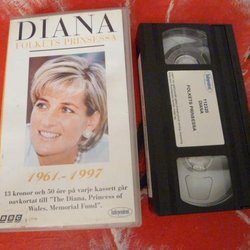 DIANA
FOLKETS PRINSESSA
1961-1997
13 kronor och 50 öre på varje kassett går
oavkortat till "The Diana, Princess of
Wales, Memorial Fund".
BBC
DIANA
FOLKETS PRINSESSA